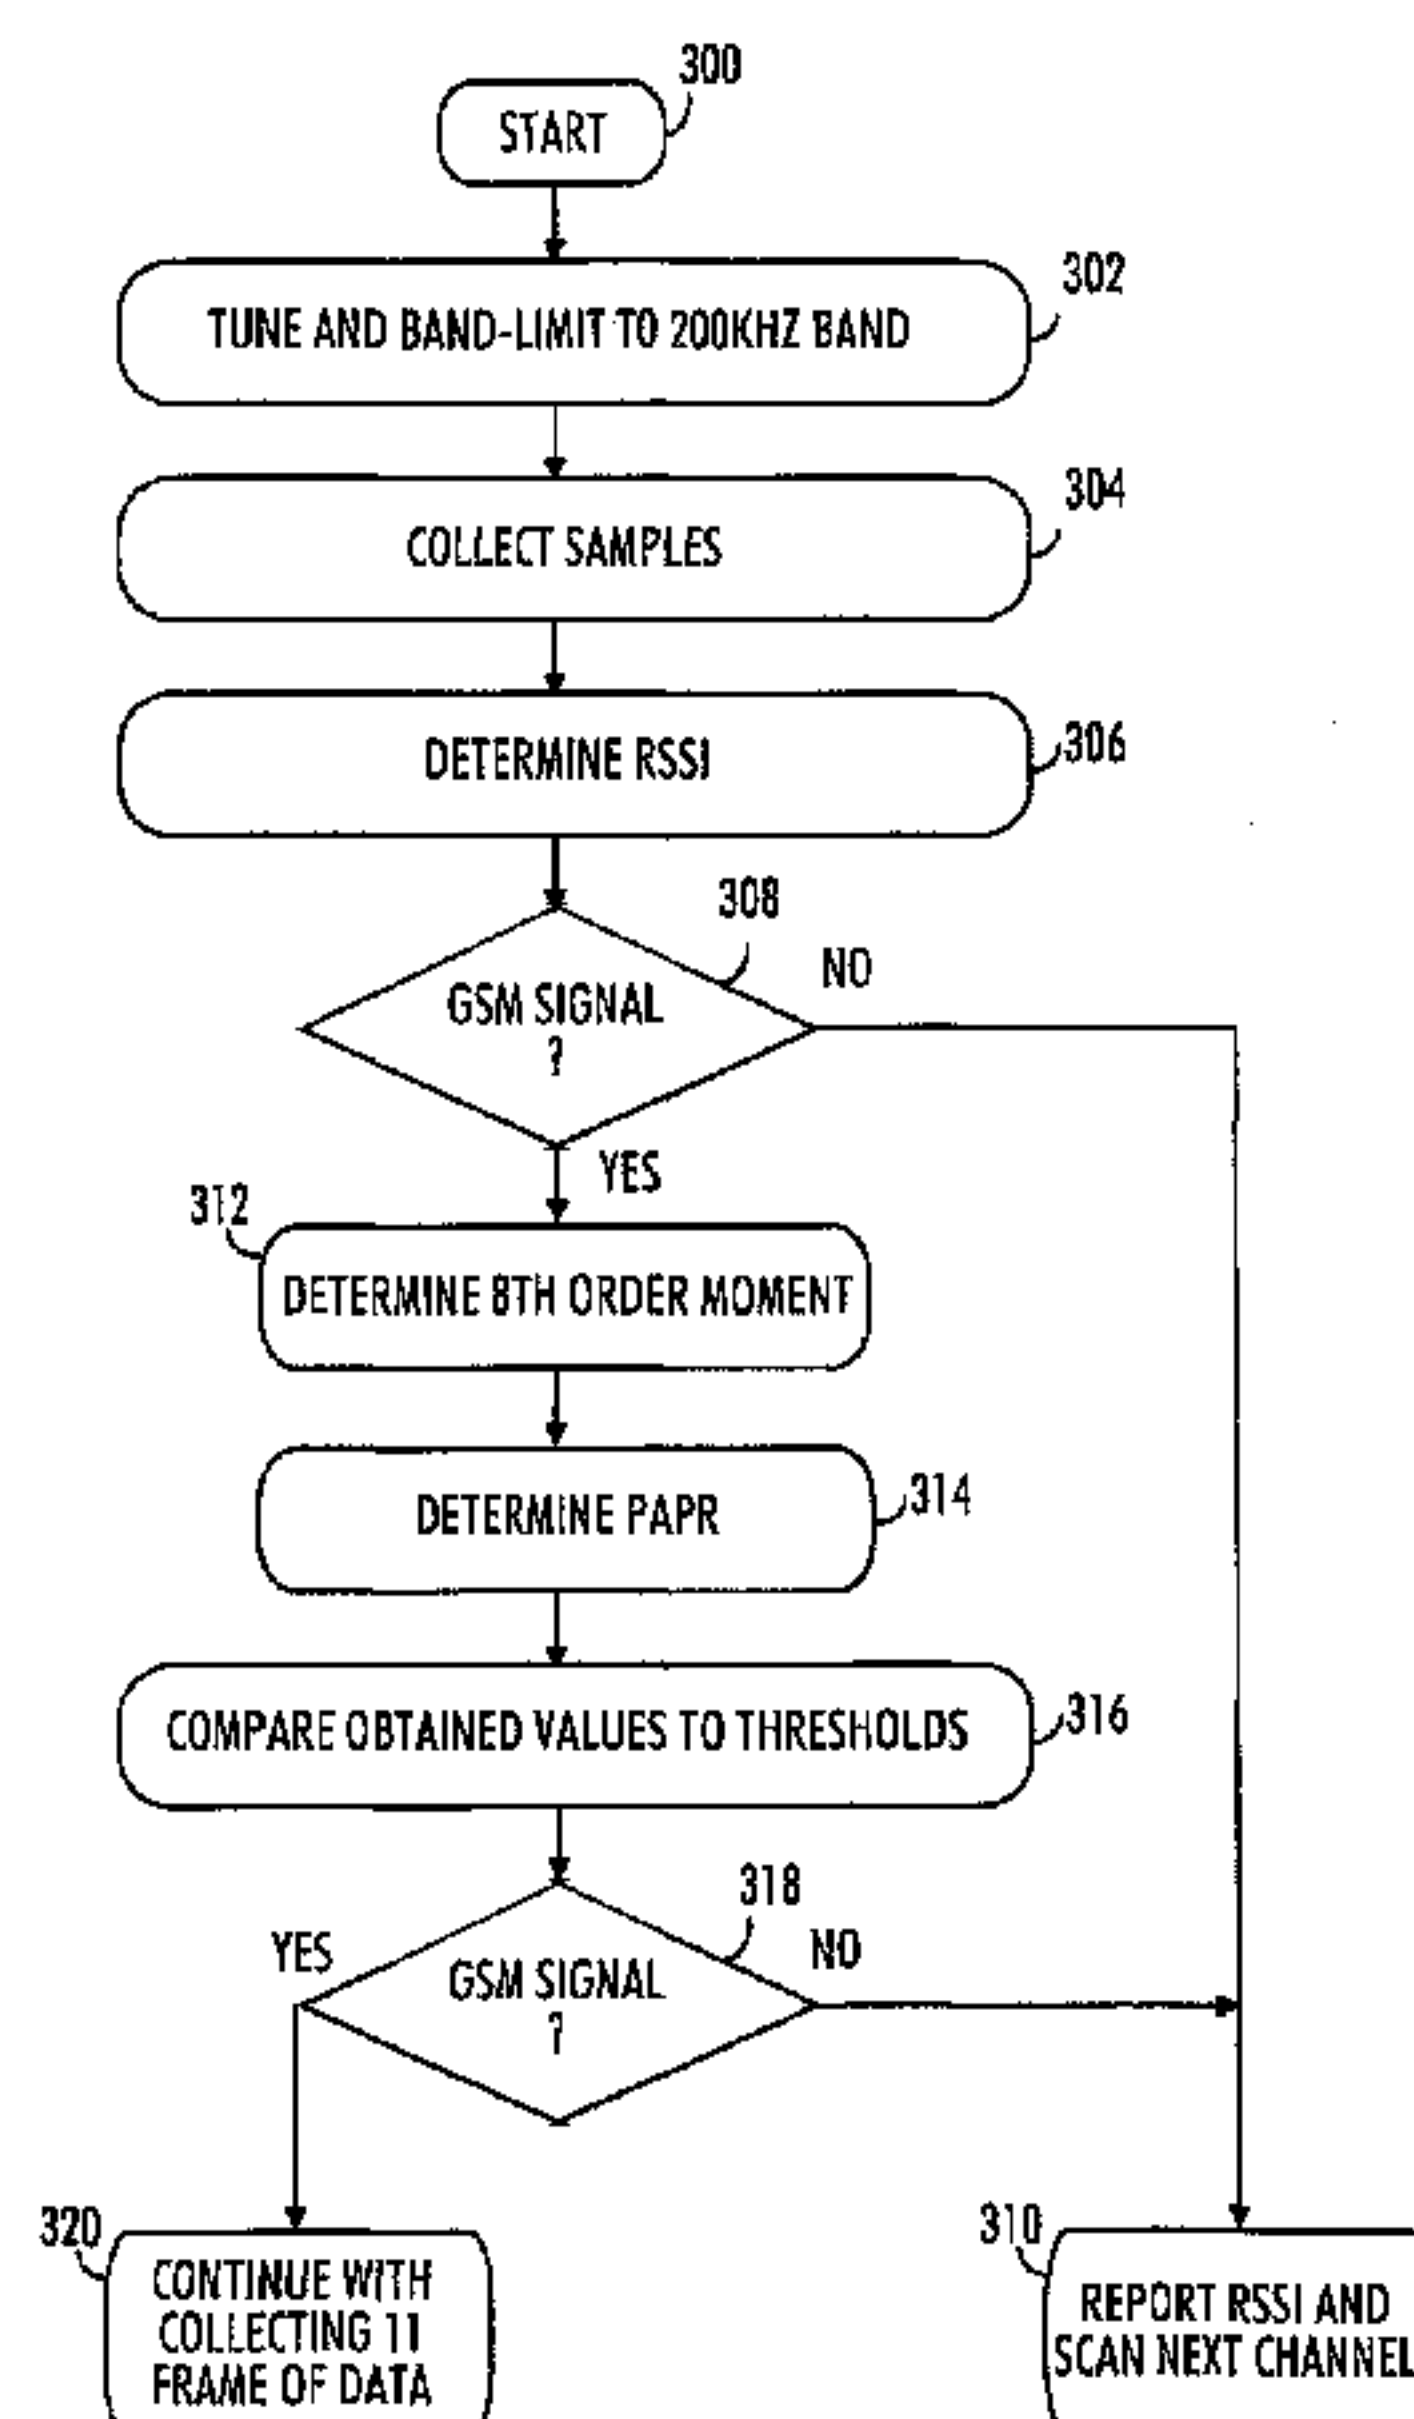 300
START
302
TUNE AND BAND-LIMIT TO 200KHZ BAND
304
COLLECT SAMPLES
306
DETERMINE RSSI
308
NO
GSM SIGNAL
?
YES
312
DETERMINE 8TH ORDER MOMENT
314
DETERMINE PAPR
316
COMPARE OBTAINED VALUES TO THRESHOLDS
318
YES
NO
GSM SIGNAL
?
320
CONTINUE WITH
COLLECTING 11
FRAME OF DATA
310
REPORT RSSI AND
SCAN NEXT CHANNEL